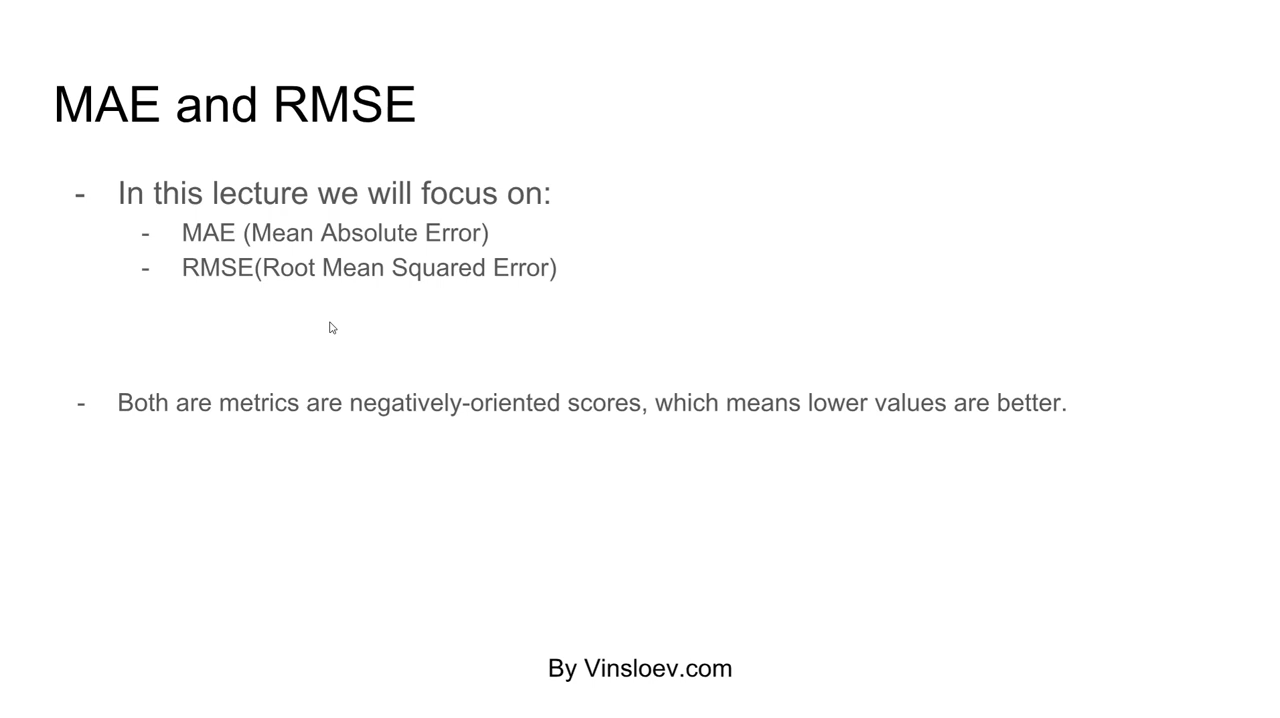 MAE and RMSE
- In this lecture we will focus on:
- MAE (Mean Absolute Error)
- RMSE(Root Mean Squared Error)
- Both are metrics are negatively-oriented scores, which means lower values are better.
By Vinsloev.com